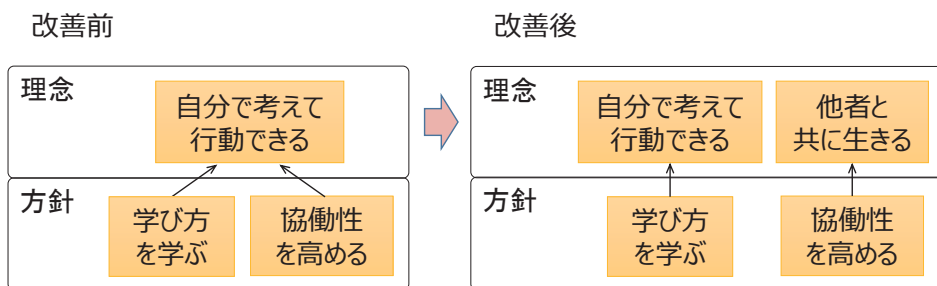 改善前
理念
自分で考えて
行動できる
方針
学び方
を学ぶ
協働性
を高める
改善後
理念
自分で考えて
行動できる
他者と
共に生きる
方針
学び方
を学ぶ
協働性
を高める